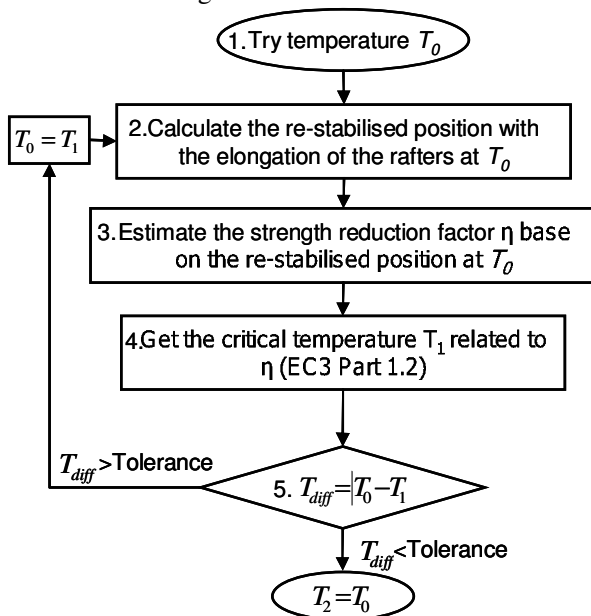 1.Try temperature T0
T0 = T1
2.Calculate the re-stabilised position with
the elongation of the rafters at T0
3.Estimate the strength reduction factor η base
on the re-stabilised position at T0
4.Get the critical temperature T1 related to
η (EC3 Part 1.2)
Tdiff>Tolerance
5. Tdiff=|T0−T1
Tdiff<Tolerance
T2=T0